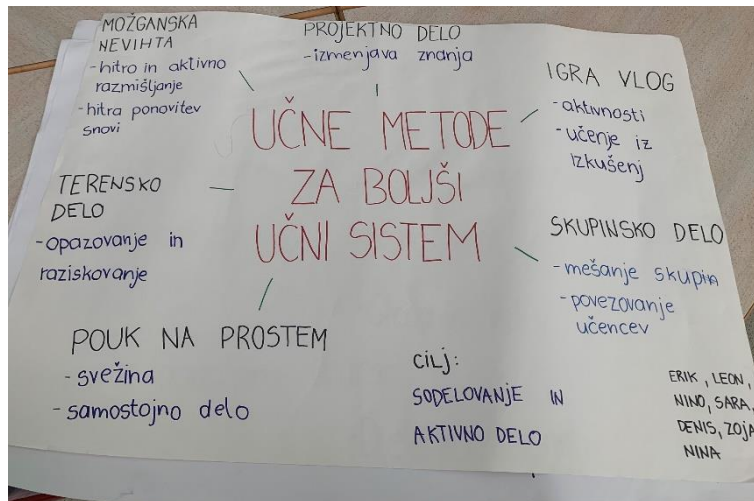 MOŽGANSKA
NEVIHTA
- hitro in aktivno
razmišljanje
- hitra ponovitev
snovi
PROJEKTNO DELO
- izmenjava znanja
IGRA VLOG
- aktivnosti
- učenje iz
izkušenj
UČNE METODE
ZA BOLJŠI
UČNI SISTEM
TERENSKO
DELO
- opazovanje in
raziskovanje
SKUPINSKO DELO
- mešanje skupin
- povezovanje
učencev
POUK NA PROSTEM
- svežina
- samostojno delo
CILJ:
SODELOVANJE IN
AKTIVNO DELO
ERIK, LEON,
NINO, SARA,
DENIS, ZOJA
NINA